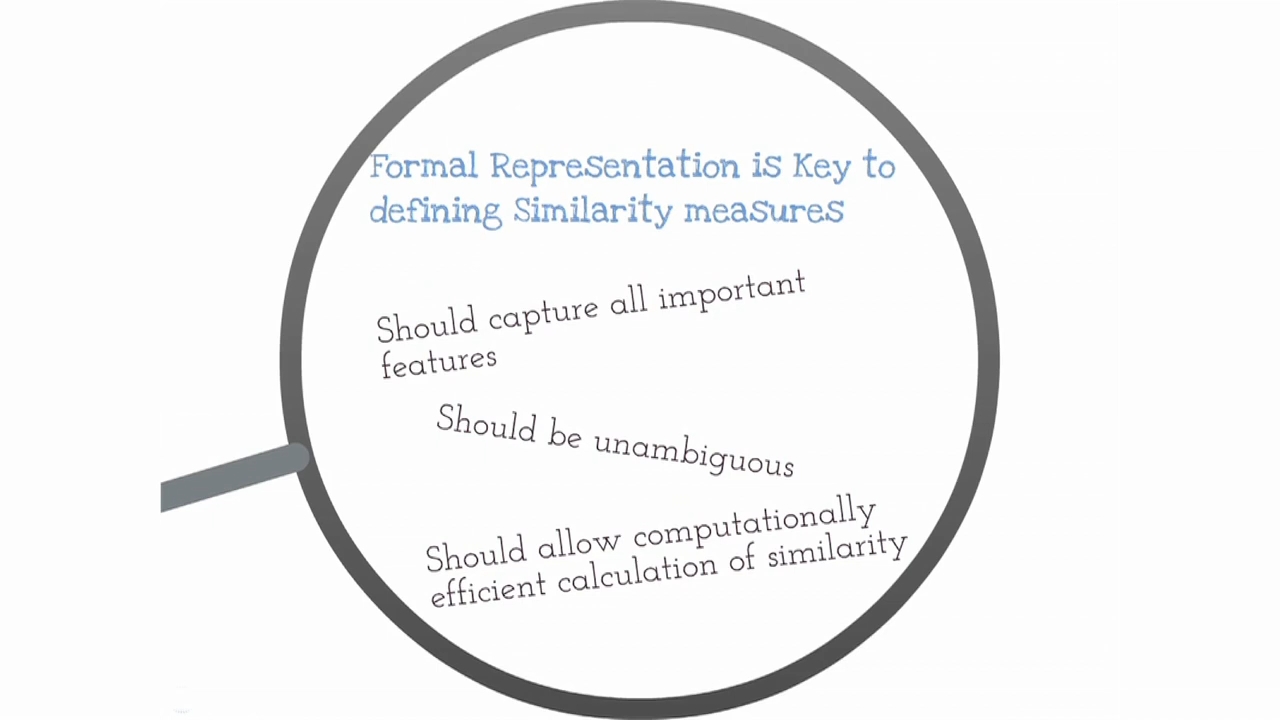 Formal Representation is Key to
defining Similarity measures
Should capture all important
features
Should be unambiguous
Should allow computationally
efficient calculation of similarity